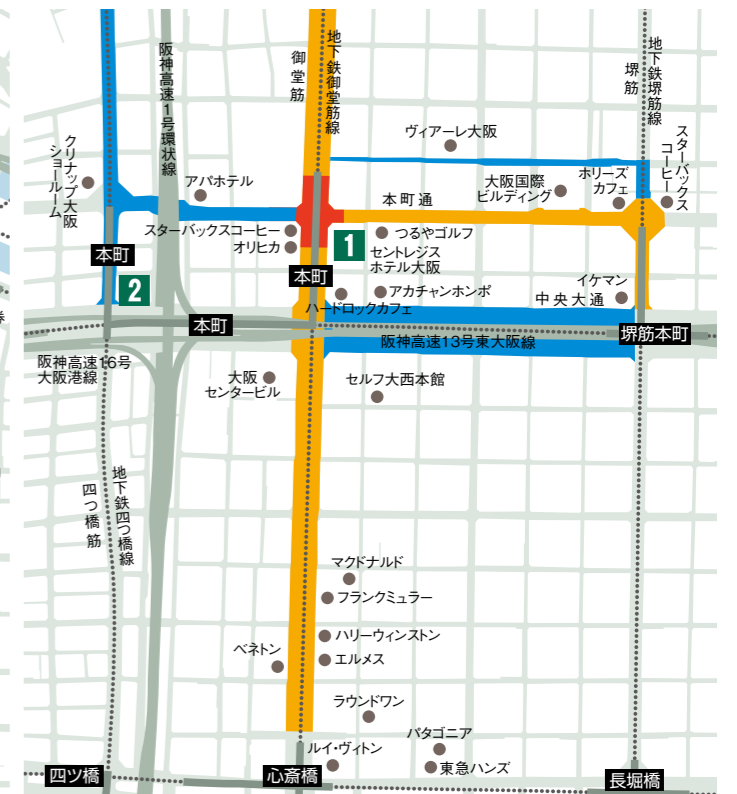 阪神高速1号環状線
御堂筋
地下鉄御堂筋線
堺筋
地下鉄堺筋線
ヴィアーレ大阪
スターバックス
コーヒー
クリナップ大阪
ショールーム
アパホテル
大阪国際
ビルディング
ホリーズ
カフェ
本町通
スターバックスコーヒー
オリヒカ
1
つるやゴルフ
セントレジス
ホテル大阪
本町
2
本町
アカチャンホンポ
イケマン
中央大通
ハードロックカフェ
本町
堺筋本町
阪神高速13号東大阪線
阪神高速16号
大阪港線
大阪
センタービル
セルフ大西本館
地下鉄四つ橋線
四つ橋筋
マクドナルド
フランクミュラー
ハリーウィンストン
ベネトン
エルメス
ラウンドワン
パタゴニア
ルイ・ヴィトン
東急ハンズ
四ツ橋
心斎橋
長堀橋